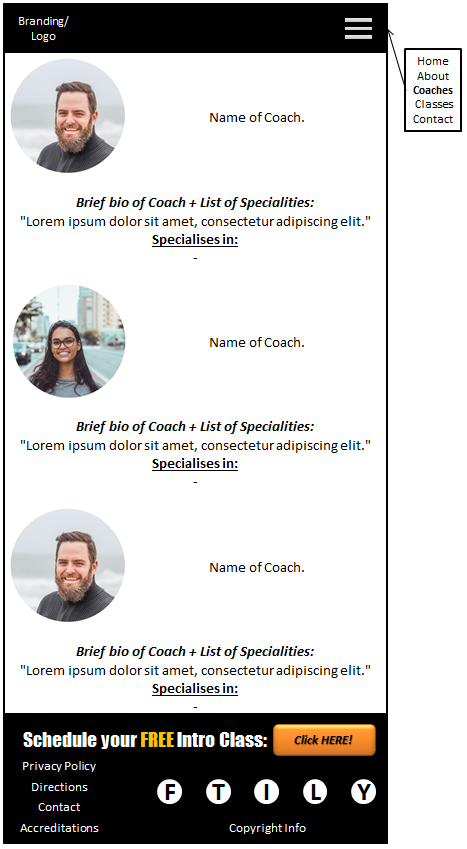 Branding/
Logo
Home
About
Coaches
Classes
Contact
Name of Coach.
Brief bio of Coach + List of Specialities:
"Lorem ipsum dolor sit amet, consectetur adipiscing elit."
Specialises in:
-
Name of Coach.
Brief bio of Coach + List of Specialities:
"Lorem ipsum dolor sit amet, consectetur adipiscing elit."
Specialises in:
-
Name of Coach.
Brief bio of Coach + List of Specialities:
"Lorem ipsum dolor sit amet, consectetur adipiscing elit."
Specialises in:
-
Schedule your FREE Intro Class: Click HERE!
Privacy Policy
Directions
Contact
Accreditations
F T I L Y
Copyright Info